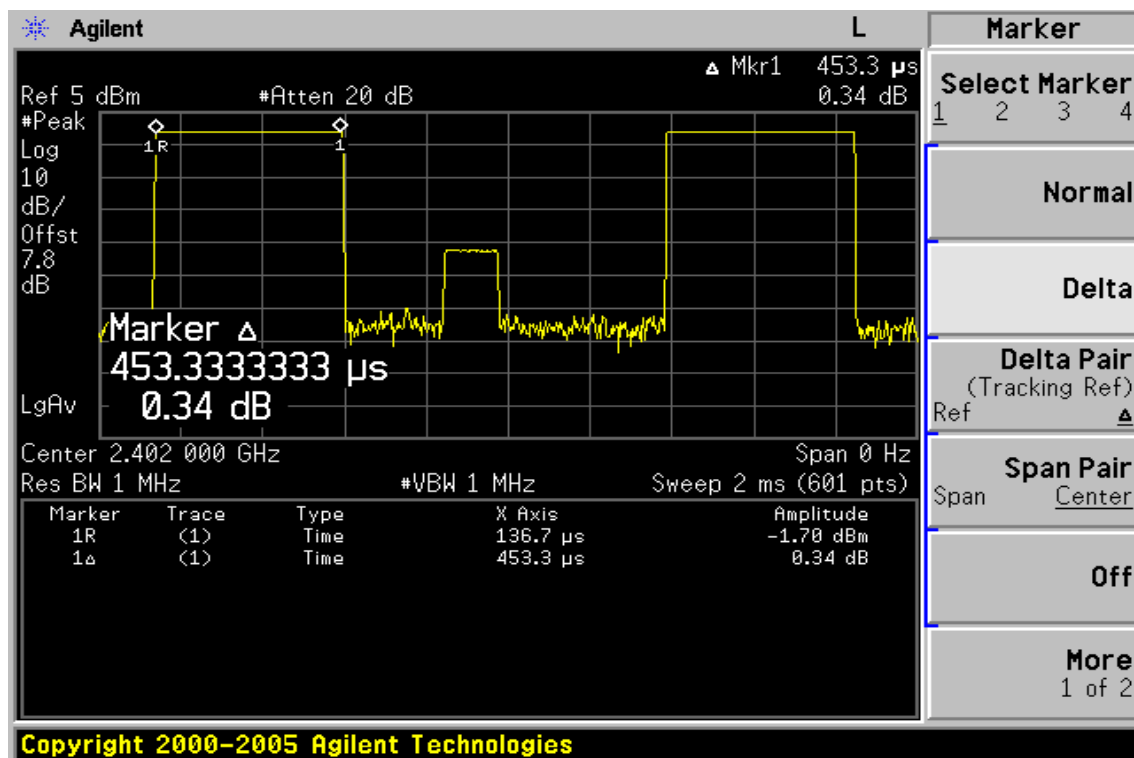 Agilent L Marker
Δ Mkr1 453.3 µs
Ref 5 dBm #Atten 20 dB 0.34 dB
#Peak
Log
10
dB/
Offst
7.8
dB
1R 1
Marker Δ
453.3333333 µs
0.34 dB
LgAv
Center 2.402 000 GHz Span 0 Hz
Res BW 1 MHz #VBW 1 MHz Sweep 2 ms (601 pts)
Marker Trace Type X Axis Amplitude
1R (1) Time 136.7 µs -1.70 dBm
1Δ (1) Time 453.3 µs 0.34 dB
Select Marker
1 2 3 4
Normal
Delta
Delta Pair
(Tracking Ref)
Ref Δ
Span Pair
Span Center
Off
More
1 of 2
Copyright 2000-2005 Agilent Technologies